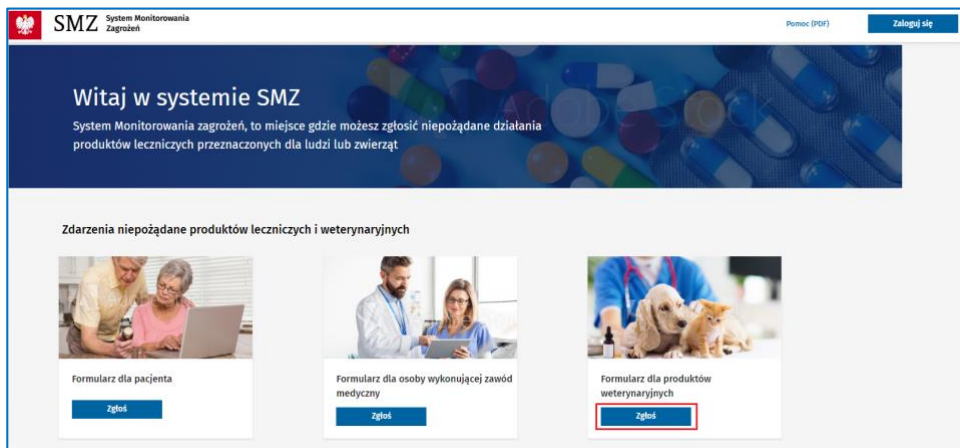 SMZ System Monitorowania
Zagrożeń
Pomoc (PDF)
Zaloguj się
Witaj w systemie SMZ
System Monitorowania zagrożeń, to miejsce gdzie możesz zgłosić niepożądane działania
produktów leczniczych przeznaczonych dla ludzi lub zwierząt
Adobe Stock
Zdarzenia niepożądane produktów leczniczych i weterynaryjnych
Formularz dla pacjenta
Zgłoś
Formularz dla osoby wykonującej zawód
medyczny
Zgłoś
Formularz dla produktów
weterynaryjnych
Zgłoś